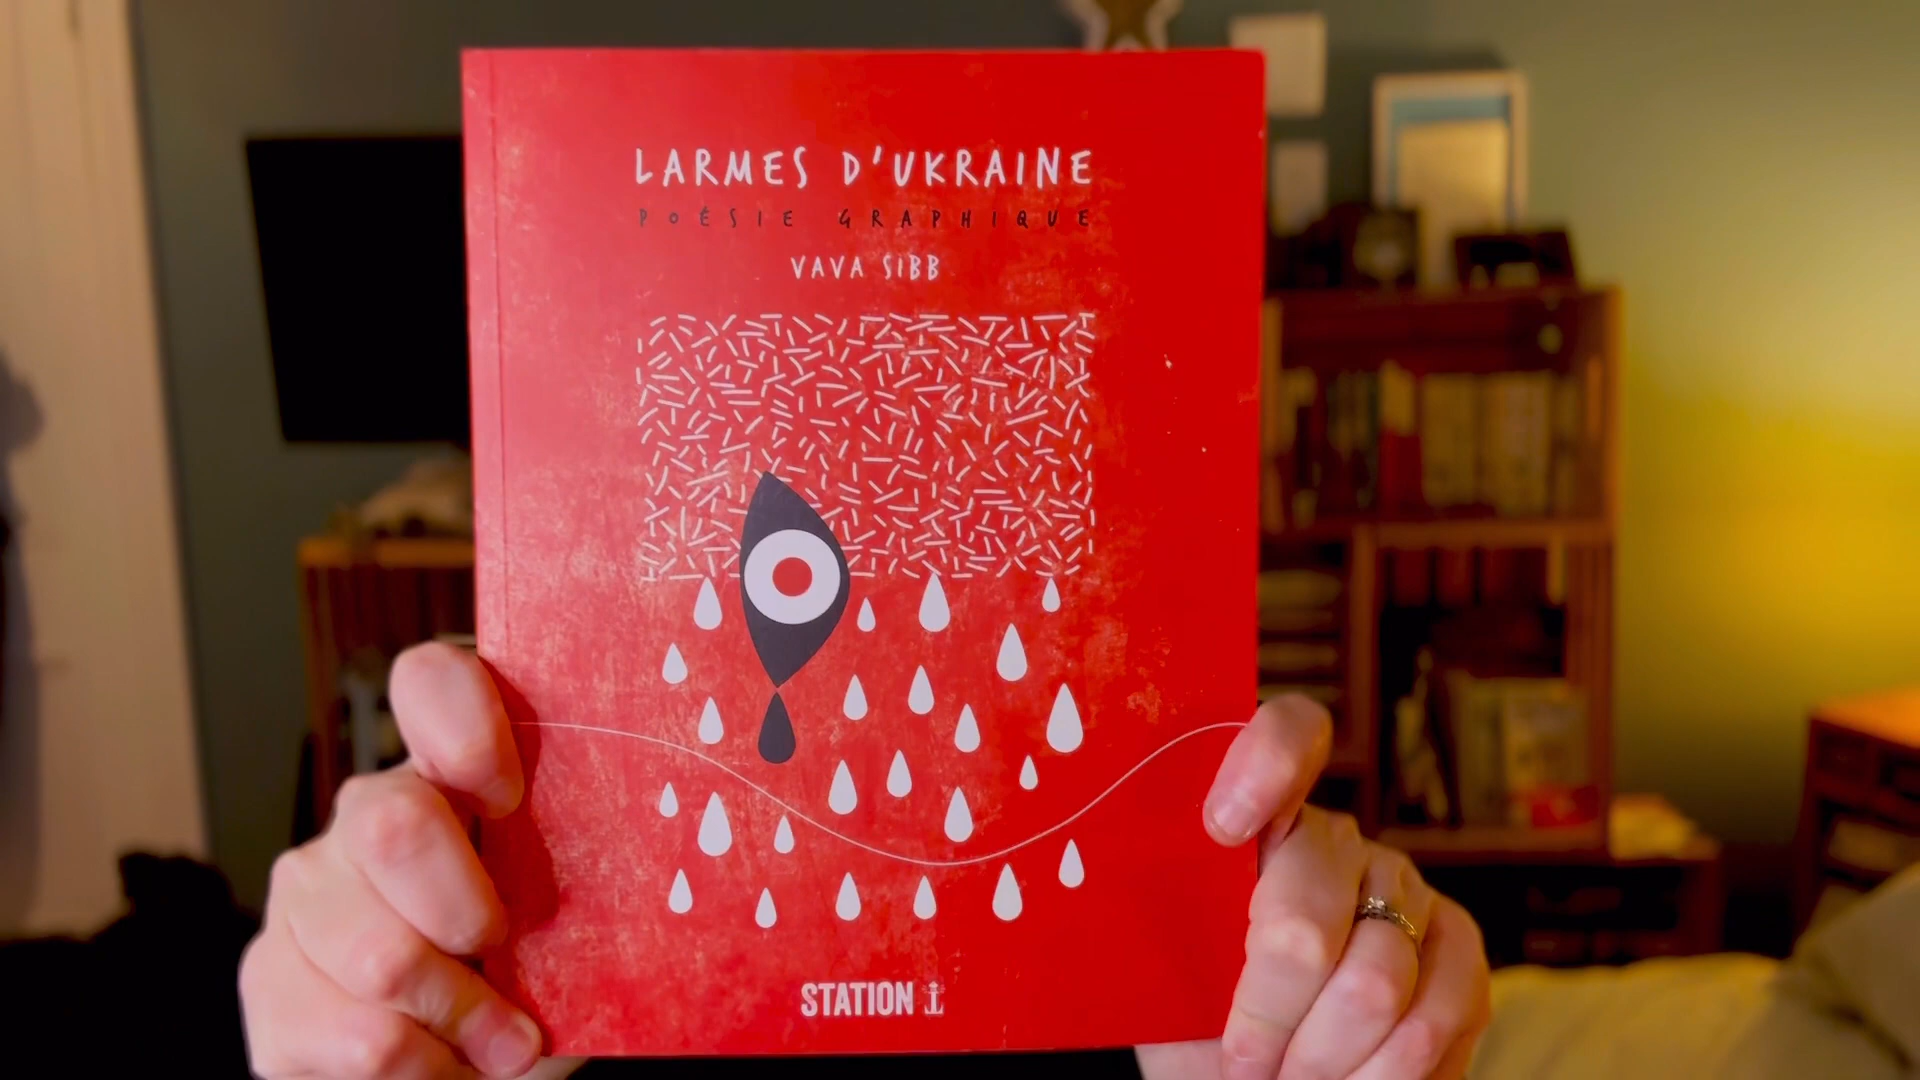 LARMES D'UKRAINE
POÉSIE GRAPHIQUE
VAVA SIBB
STATION T